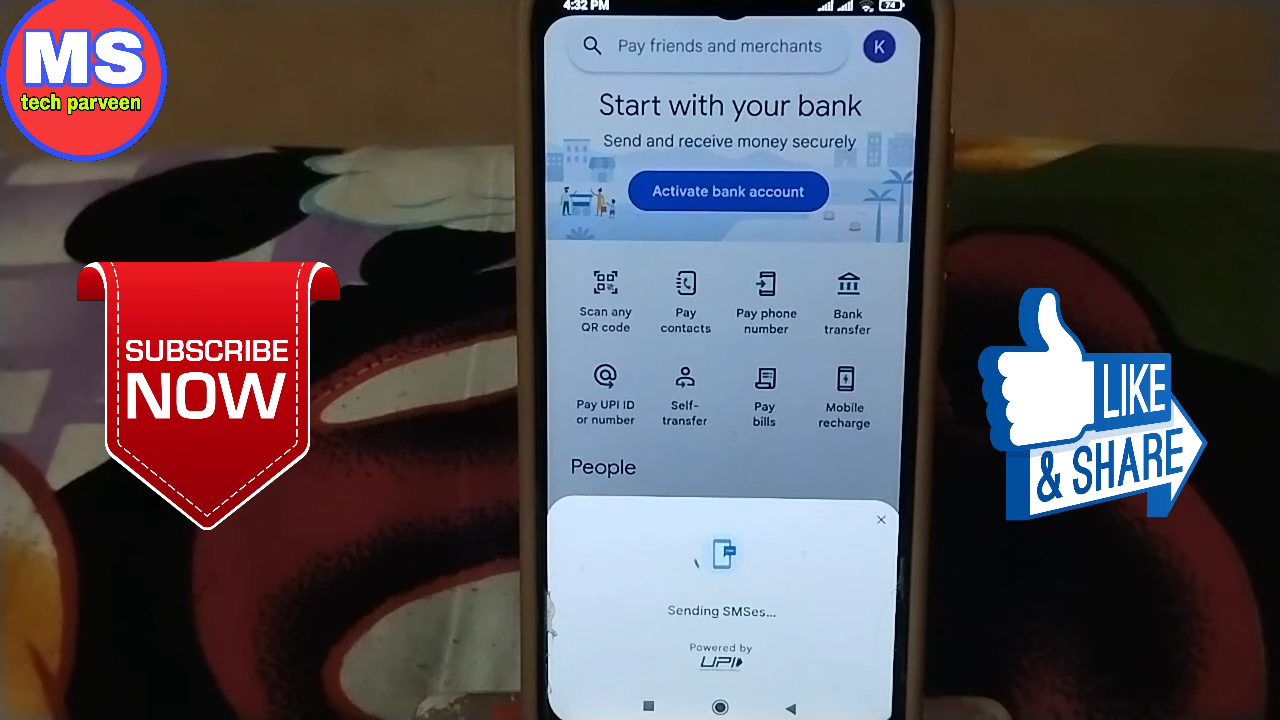 MS
tech parveen
SUBSCRIBE
NOW
4:32 PM
74
Pay friends and merchants
K
Start with your bank
Send and receive money securely
Activate bank account
Scan any
QR code
Pay
contacts
Pay phone
number
Bank
transfer
Pay UPI ID
or number
Self-
transfer
Pay
bills
Mobile
recharge
People
Sending SMSes...
Powered by
UPI
LIKE
& SHARE